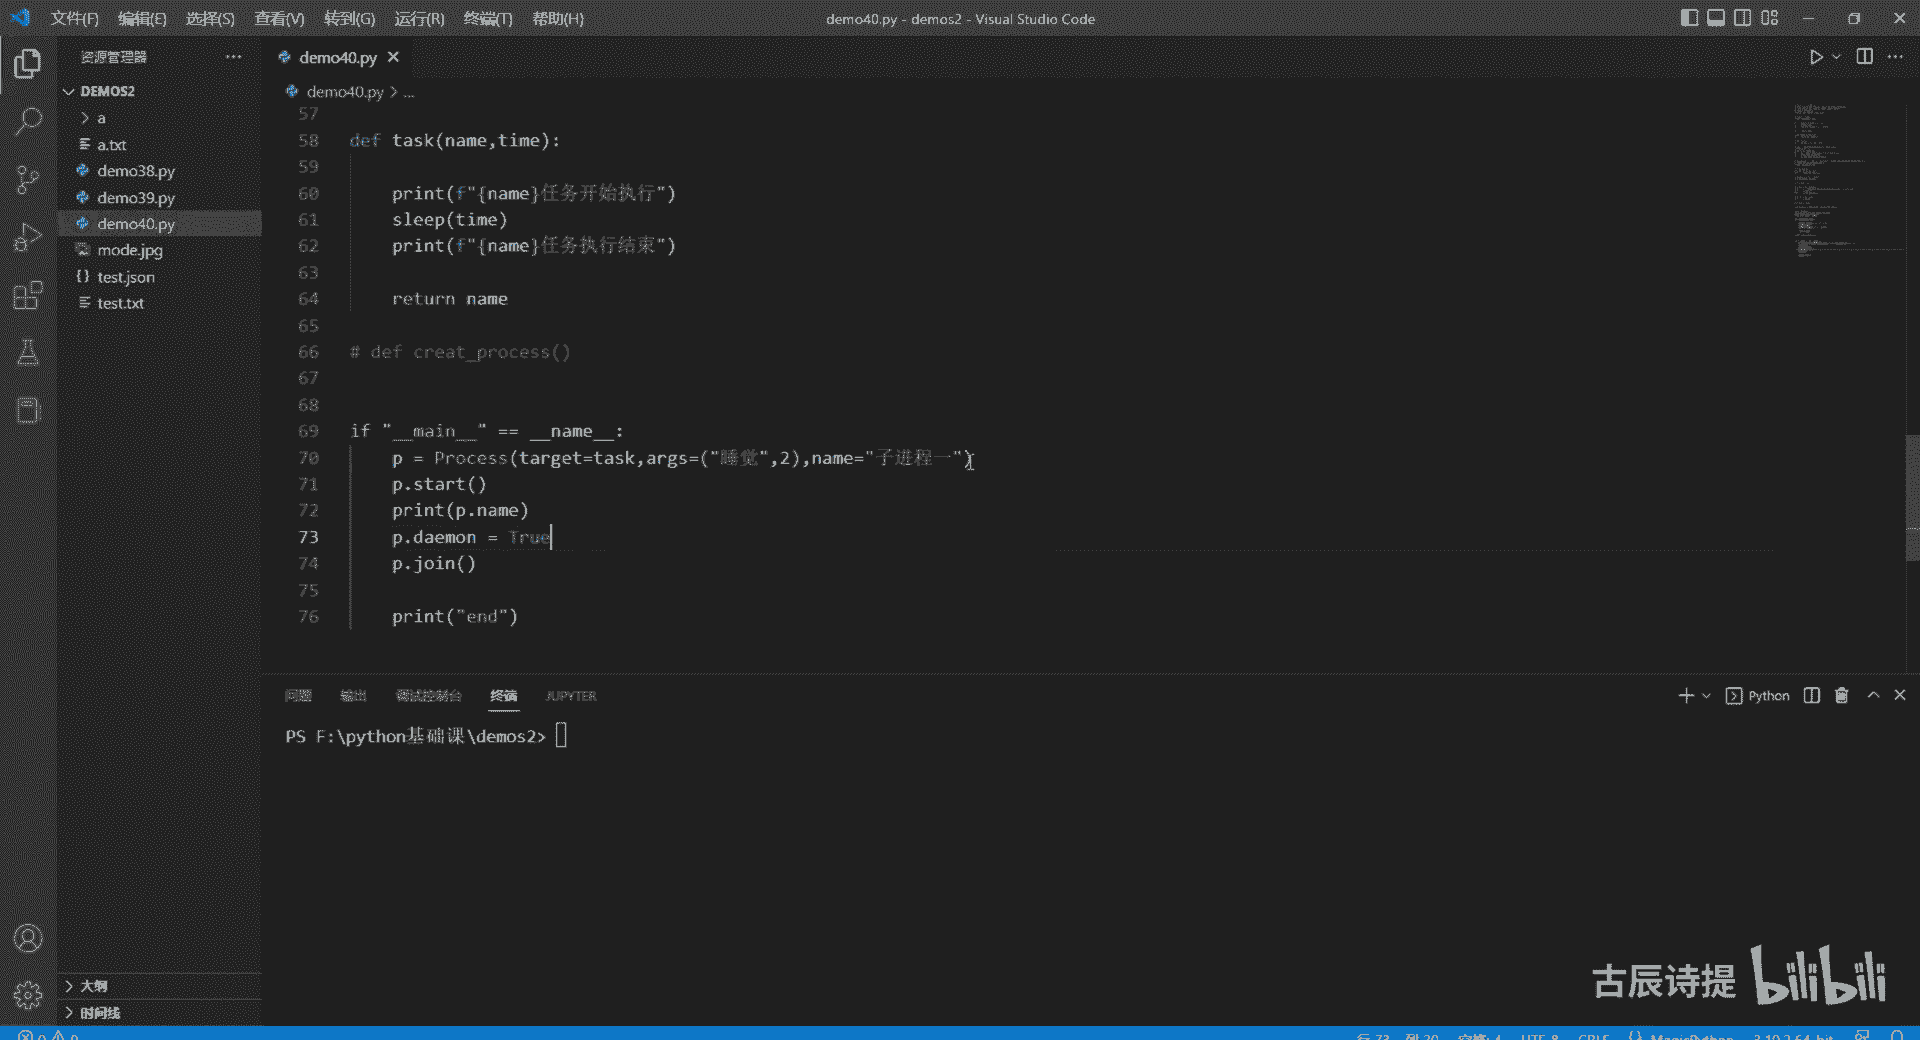 文件(F) 编辑(E) 选择(S) 查看(V) 转到(G) 运行(R) 终端(T) 帮助(H)
demo40.py - demos2 - Visual Studio Code
资源管理器
DEMOS2
a
a.txt
demo38.py
demo39.py
demo40.py
mode.jpg
test.json
test.txt
大纲
时间线
demo40.py
demo40.py > ...
57
58 def task(name,time):
59
60 print(f"{name}任务开始执行")
61 sleep(time)
62 print(f"{name}任务执行结束")
63
64 return name
65
66 # def creat_process()
67
68
69 if "__main__" == __name__:
70 p = Process(target=task,args=("睡觉",2),name="子进程一")
71 p.start()
72 print(p.name)
73 p.daemon = True
74 p.join()
75
76 print("end")
问题 输出 调试控制台 终端 JUPYTER
Python
PS F:\python基础课\demos2>
古辰诗提 bilibili